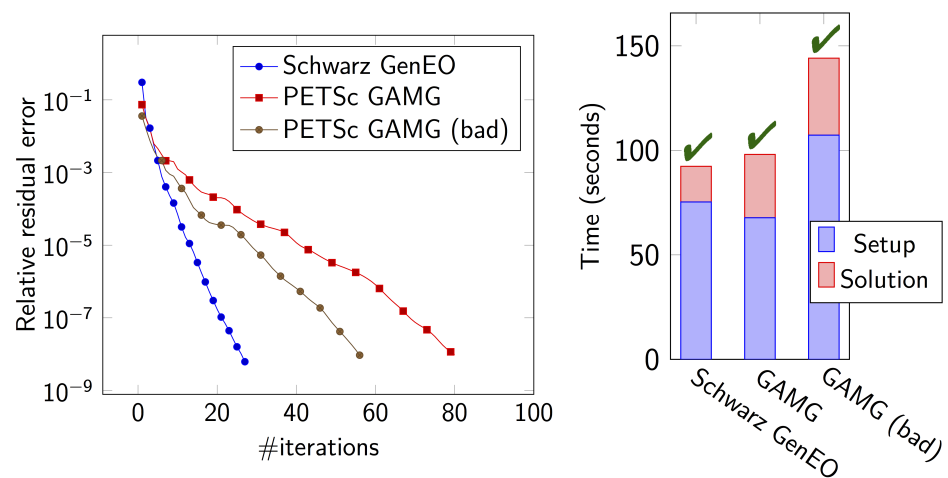 Relative residual error
10−1
10−3
10−5
10−7
10−9
0 20 40 60 80 100
#iterations
Schwarz GenEO
PETSc GAMG
PETSc GAMG (bad)
Time (seconds)
150
100
50
0
Schwarz GenEO
GAMG
GAMG (bad)
Setup
Solution